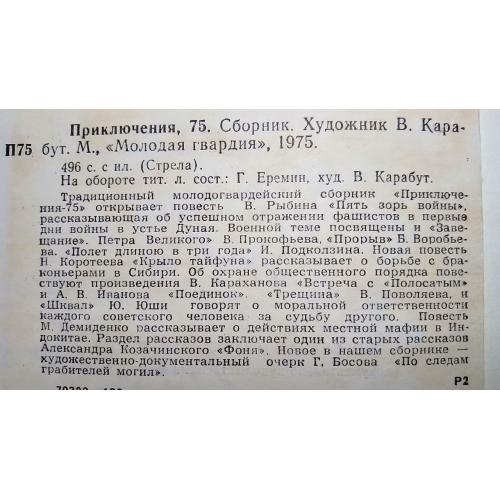 Приключения, 75. Сборник. Художник В. Кара-
П75 бут. М., «Молодая гвардия», 1975.
496 с. с ил. (Стрела).
На обороте тит. л. сост.: Г. Еремин, худ. В. Карабут.
Традиционный молодогвардейский сборник «Приключе-
ния-75» открывает повесть В. Рыбина «Пять зорь войны»,
рассказывающая об успешном отражении фашистов в первые
дни войны в устье Дуная. Военной теме посвящены и «Заве-
щание». Петра Великого» В. Прокофьева, «Прорыв» Б. Воробье-
ва. «Полет длиною в три года» И. Подколзина. Новая повесть
Н. Коротеева «Крыло тайфуна» рассказывает о борьбе с бра-
коньерами в Сибири. Об охране общественного порядка пове-
ствуют произведения В. Караханова «Встреча с «Полосатым»
и А. В. Иванова «Поединок». «Трещина» В. Поволяева, и
«Шквал» Ю. Юши говорят о моральной ответственности
каждого советского человека за судьбу другого. Повесть
М. Демиденко рассказывает о действиях местной мафии в Ин-
докитае. Раздел рассказов заключает один из старых рассказов
Александра Козачинского «Фоня». Новое в нашем сборнике —
художественно-документальный очерк Г. Босова «По следам
грабителей могил».
Р2